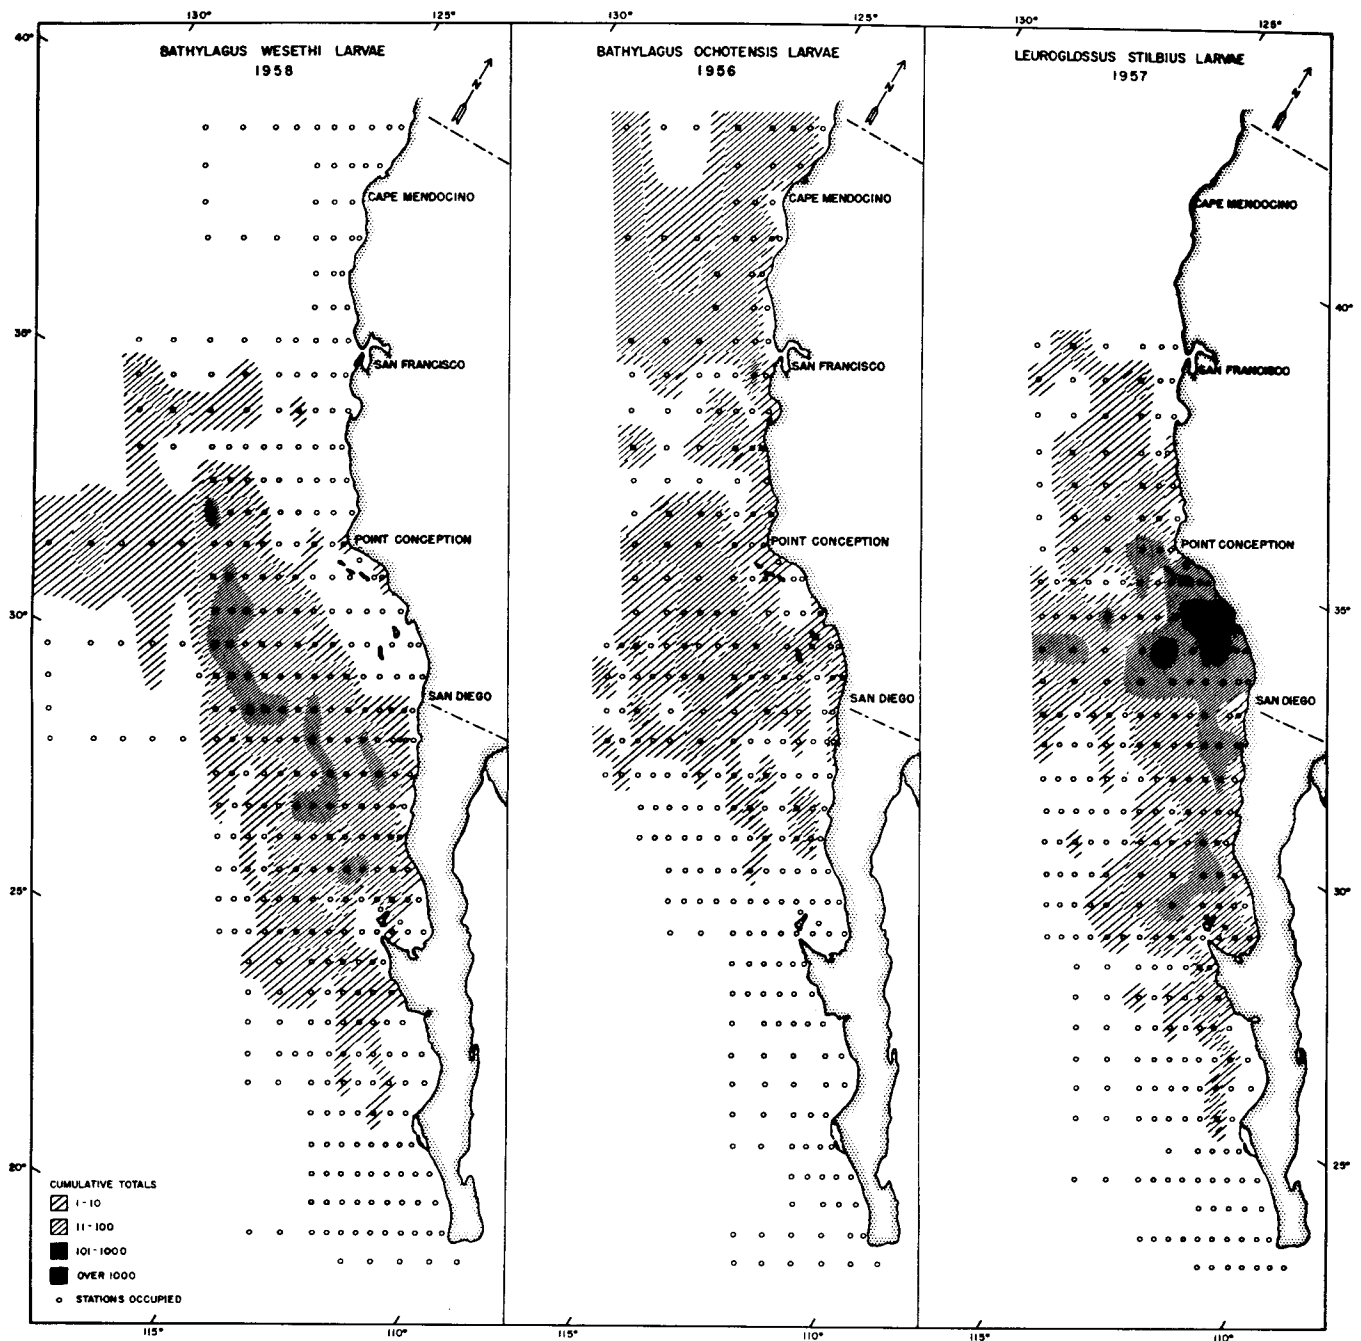 130° 125° 130° 125° 130° 125°
40°
BATHYLAGUS WESETHI LARVAE
1958
N
BATHYLAGUS OCHOTENSIS LARVAE
1956
N
LEUROGLOSSUS STILBIUS LARVAE
1957
N
CAPE MENDOCINO
CAPE MENDOCINO
CAPE MENDOCINO
40°
SAN FRANCISCO
SAN FRANCISCO
SAN FRANCISCO
POINT CONCEPTION
POINT CONCEPTION
POINT CONCEPTION
30°
35°
SAN DIEGO
SAN DIEGO
SAN DIEGO
25°
30°
20°
25°
CUMULATIVE TOTALS
1-10
11-100
101-1000
OVER 1000
STATIONS OCCUPIED
115° 110° 115° 110° 115° 110°